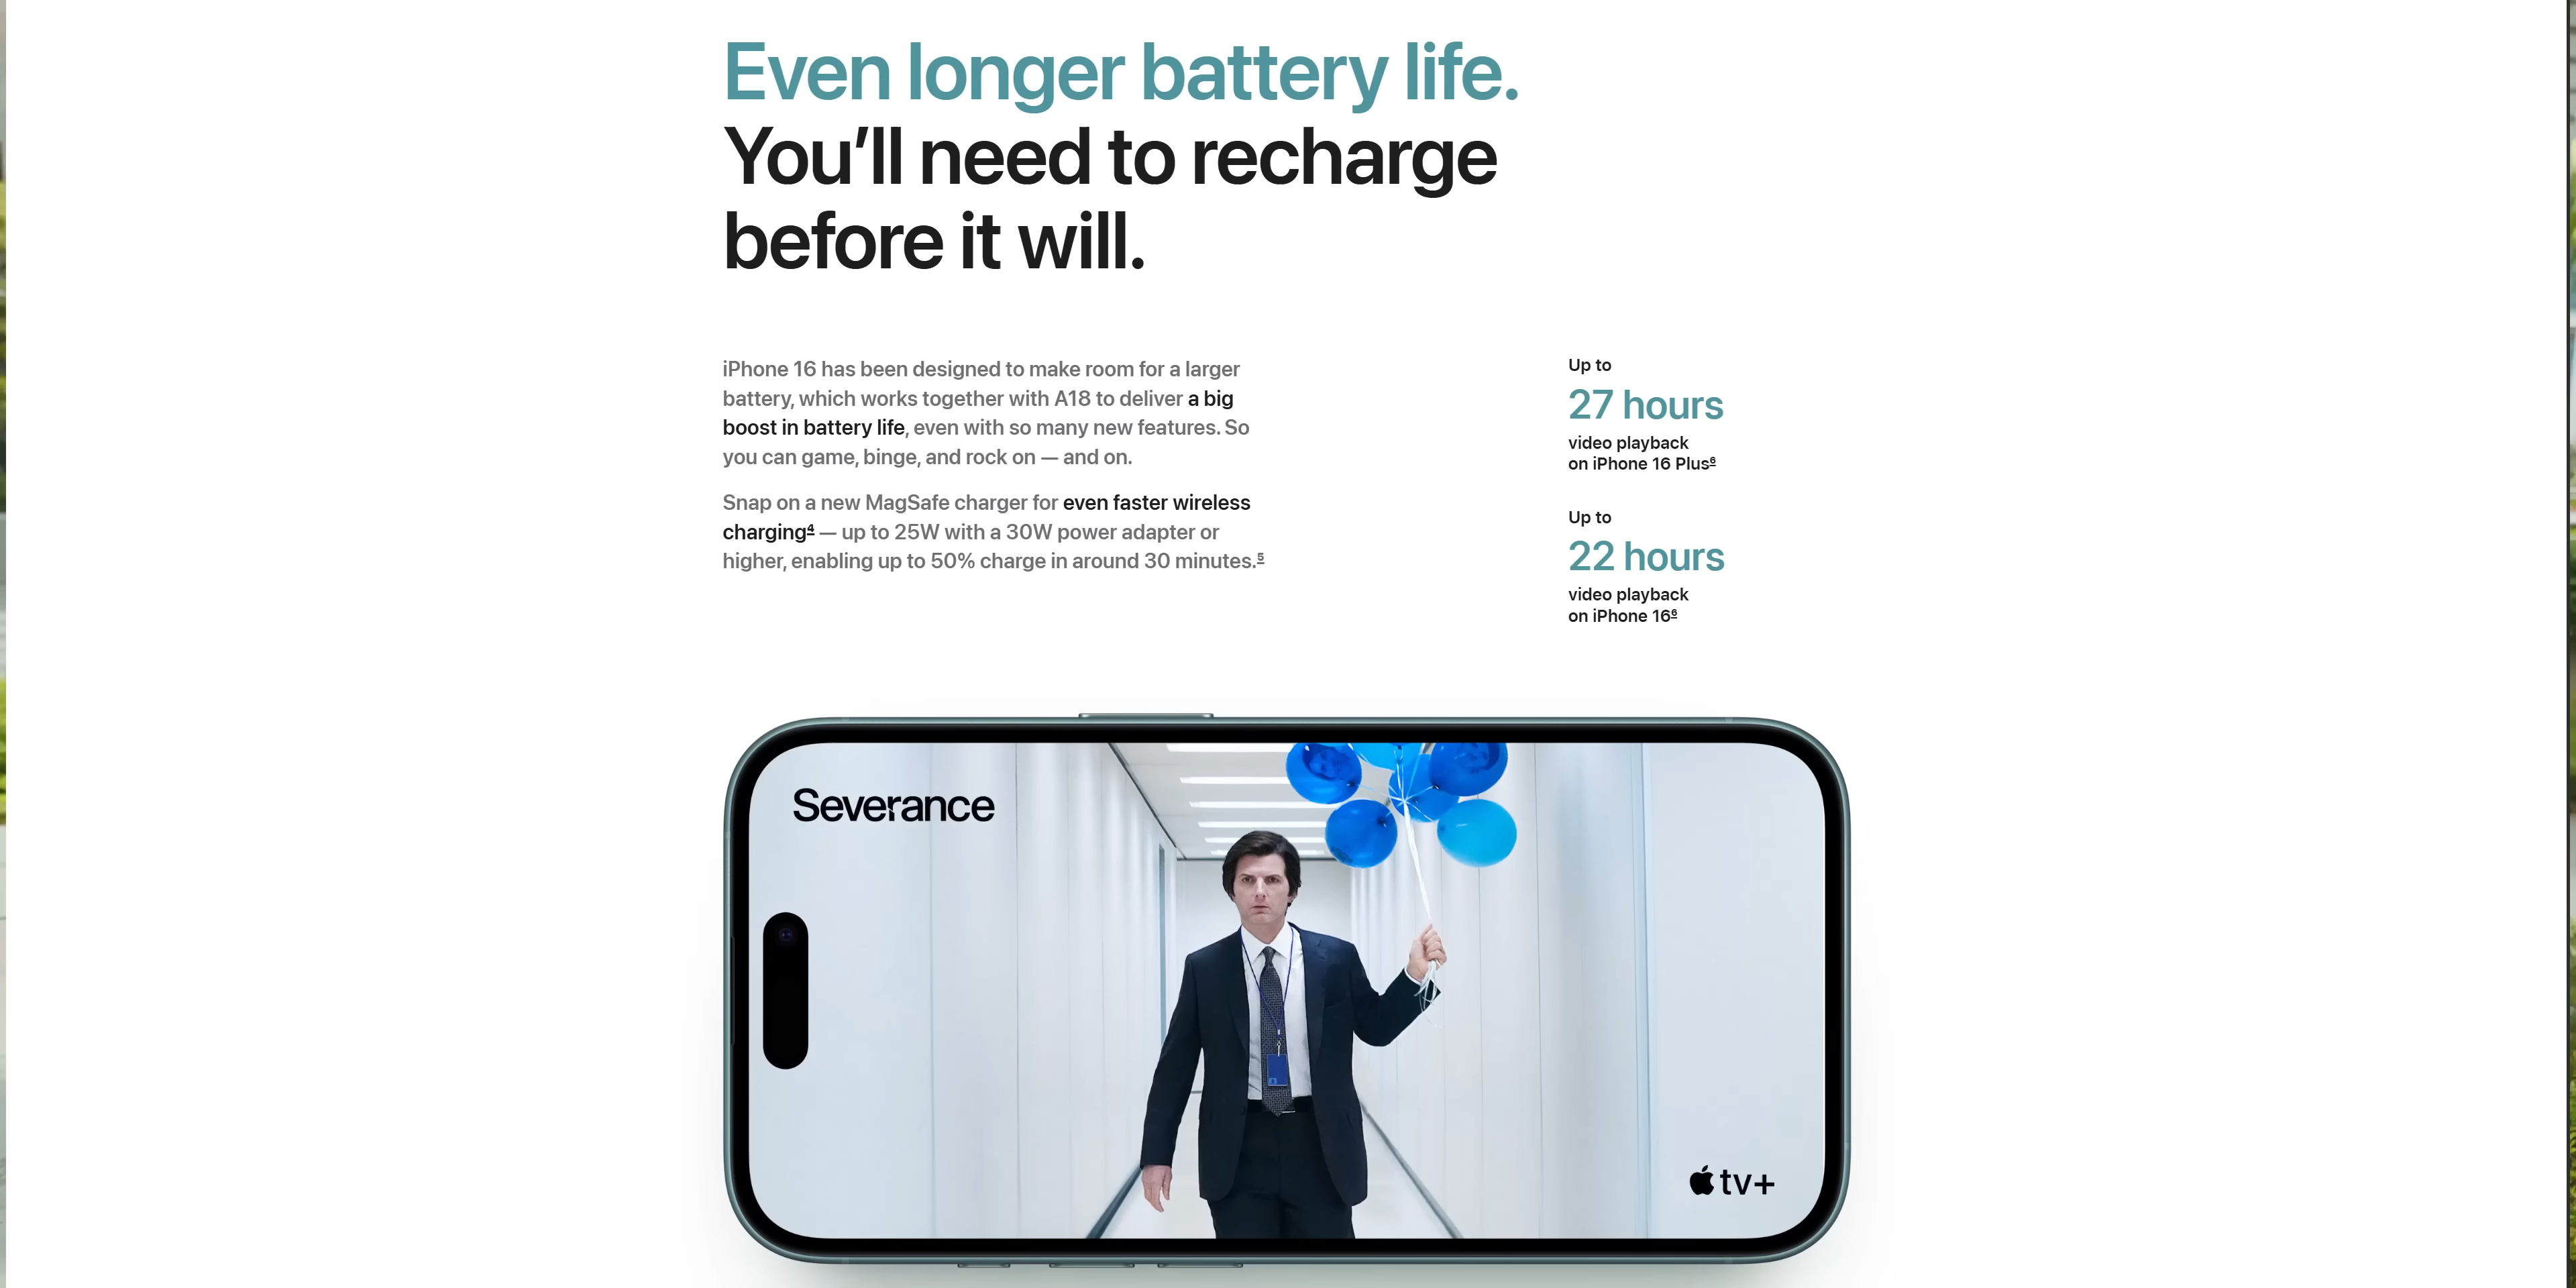 Even longer battery life.
You’ll need to recharge
before it will.
iPhone 16 has been designed to make room for a larger
battery, which works together with A18 to deliver a big
boost in battery life, even with so many new features. So
you can game, binge, and rock on — and on.
Snap on a new MagSafe charger for even faster wireless
charging⁴ — up to 25W with a 30W power adapter or
higher, enabling up to 50% charge in around 30 minutes.⁵
Up to
27 hours
video playback
on iPhone 16 Plus⁶
Up to
22 hours
video playback
on iPhone 16⁶
Severance
tv+